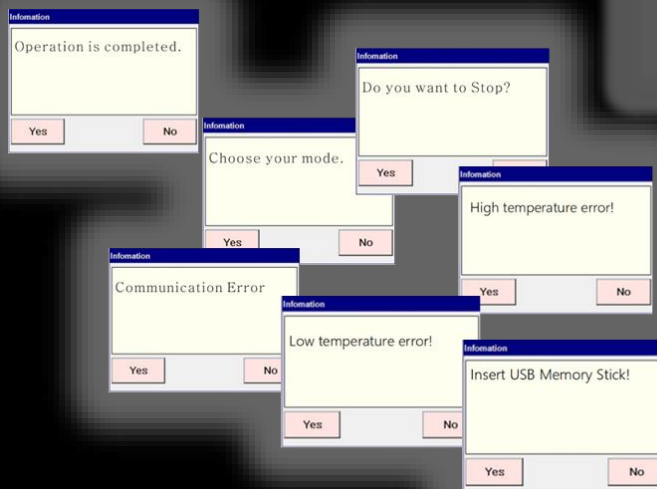 Infomation
Operation is completed.
Yes No
Infomation
Do you want to Stop?
Yes
Infomation
Choose your mode.
Yes No
Infomation
High temperature error!
Yes No
Infomation
Communication Error
Yes No
Infomation
Low temperature error!
Yes No
Infomation
Insert USB Memory Stick!
Yes No